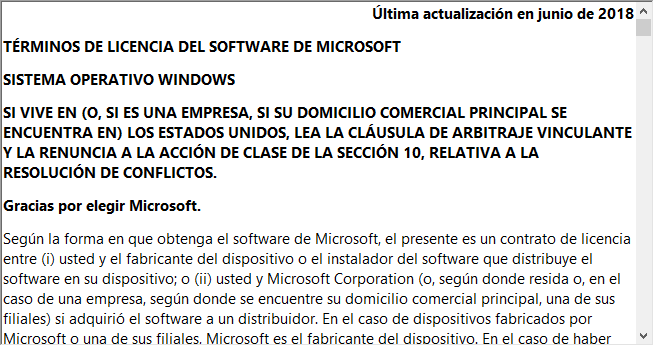 Última actualización en junio de 2018
TÉRMINOS DE LICENCIA DEL SOFTWARE DE MICROSOFT
SISTEMA OPERATIVO WINDOWS
SI VIVE EN (O, SI ES UNA EMPRESA, SI SU DOMICILIO COMERCIAL PRINCIPAL SE
ENCUENTRA EN) LOS ESTADOS UNIDOS, LEA LA CLÁUSULA DE ARBITRAJE VINCULANTE
Y LA RENUNCIA A LA ACCIÓN DE CLASE DE LA SECCIÓN 10, RELATIVA A LA
RESOLUCIÓN DE CONFLICTOS.
Gracias por elegir Microsoft.
Según la forma en que obtenga el software de Microsoft, el presente es un contrato de licencia
entre (i) usted y el fabricante del dispositivo o el instalador del software que distribuye el
software en su dispositivo; o (ii) usted y Microsoft Corporation (o, según donde resida o, en el
caso de una empresa, según donde se encuentre su domicilio comercial principal, una de sus
filiales) si adquirió el software a un distribuidor. En el caso de dispositivos fabricados por
Microsoft o una de sus filiales, Microsoft es el fabricante del dispositivo. En el caso de haber